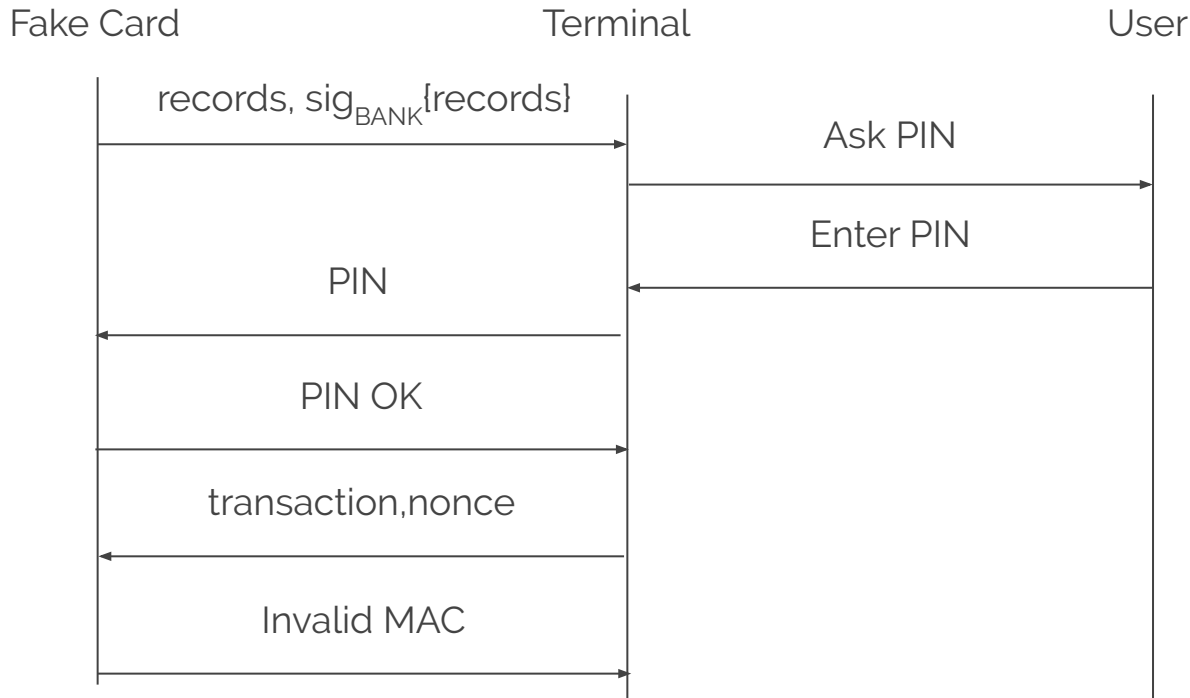 Fake Card
Terminal
User
records, sig_BANK{records}
Ask PIN
Enter PIN
PIN
PIN OK
transaction,nonce
Invalid MAC